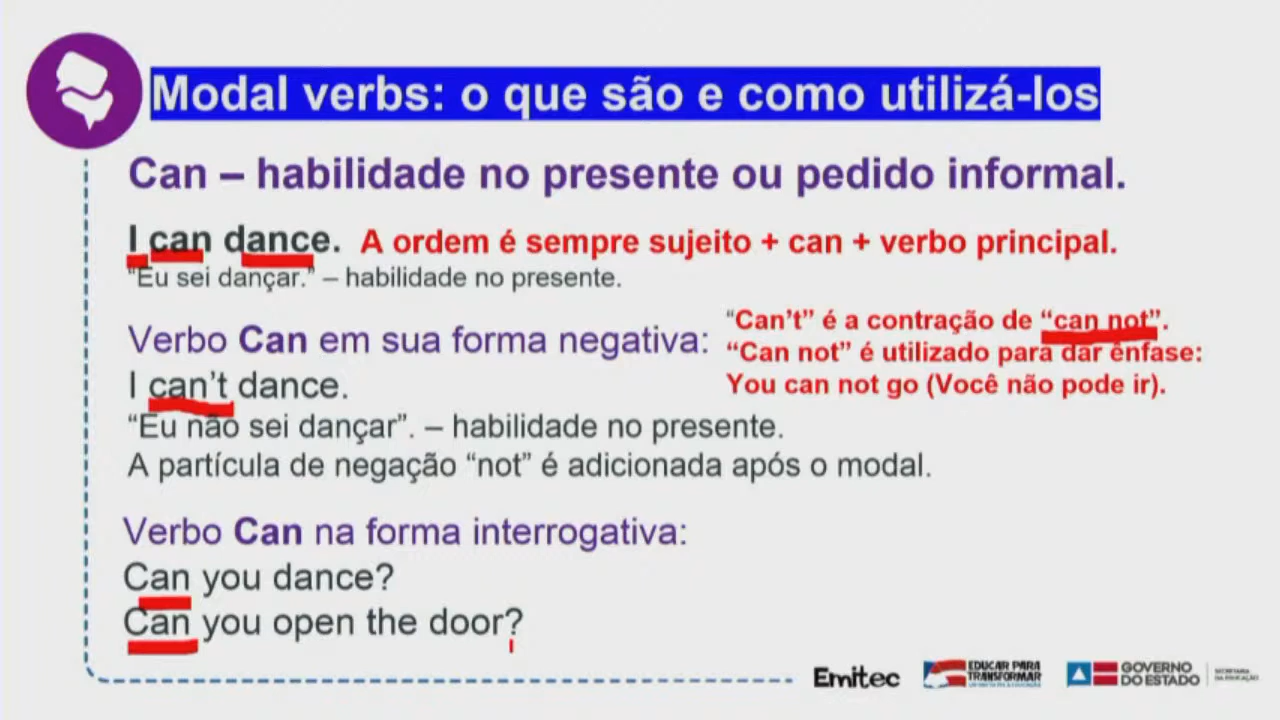 Modal verbs: o que são e como utilizá-los
Can – habilidade no presente ou pedido informal.
I can dance. A ordem é sempre sujeito + can + verbo principal.
“Eu sei dançar.” – habilidade no presente.
“Can’t” é a contração de “can not”.
“Can not” é utilizado para dar ênfase:
You can not go (Você não pode ir).
Verbo Can em sua forma negativa:
I can’t dance.
“Eu não sei dançar”. – habilidade no presente.
A partícula de negação “not” é adicionada após o modal.
Verbo Can na forma interrogativa:
Can you dance?
Can you open the door?
Emitec
EDUCAR PARA
TRANSFORMAR
GOVERNO
DO ESTADO
SECRETARIA
DA EDUCAÇÃO